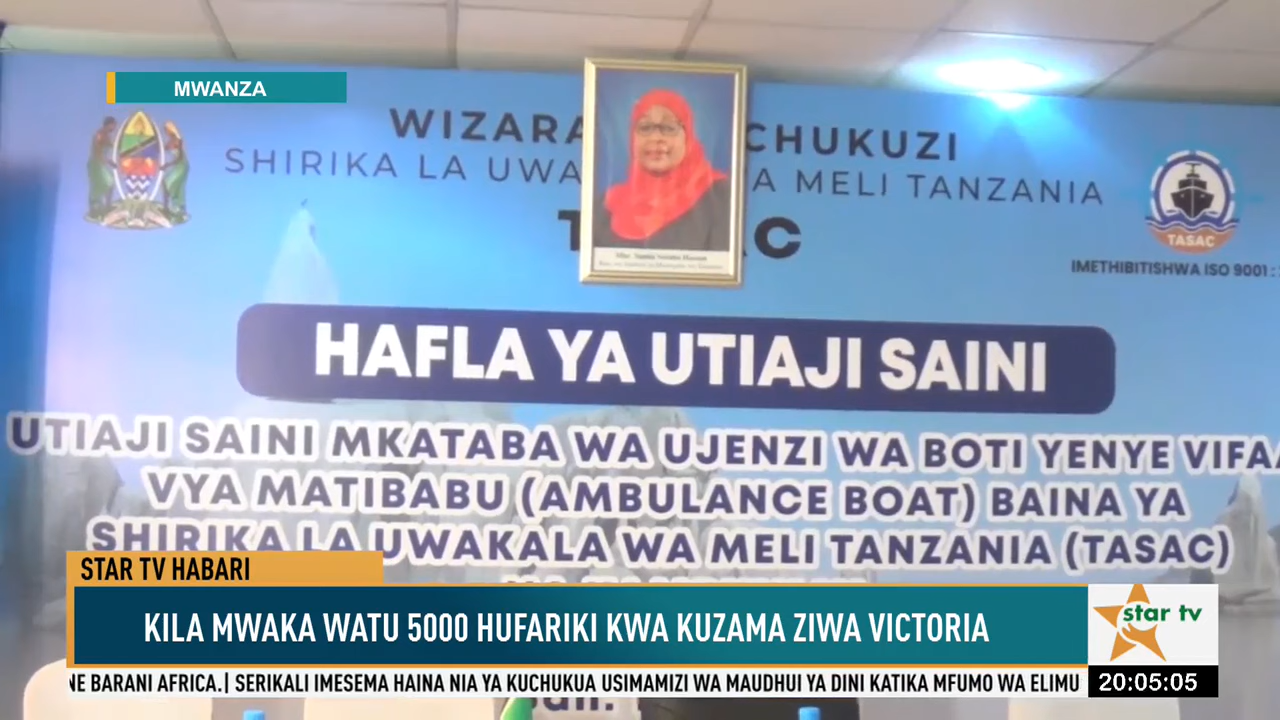 MWANZA
WIZARA CHUKUZI
SHIRIKA LA UWA A MELI TANZANIA
T AC
TASAC
IMETHIBITISHWA ISO 9001 :
HAFLA YA UTIAJI SAINI
UTIAJI SAINI MKATABA WA UJENZI WA BOTI YENYE VIFAA
VYA MATIBABU (AMBULANCE BOAT) BAINA YA
SHIRIKA LA UWAKALA WA MELI TANZANIA (TASAC)
STAR TV HABARI
KILA MWAKA WATU 5000 HUFARIKI KWA KUZAMA ZIWA VICTORIA
star tv
NE BARANI AFRICA.| SERIKALI IMESEMA HAINA NIA YA KUCHUKUA USIMAMIZI WA MAUDHUI YA DINI KATIKA MFUMO WA ELIMU
20:05:05